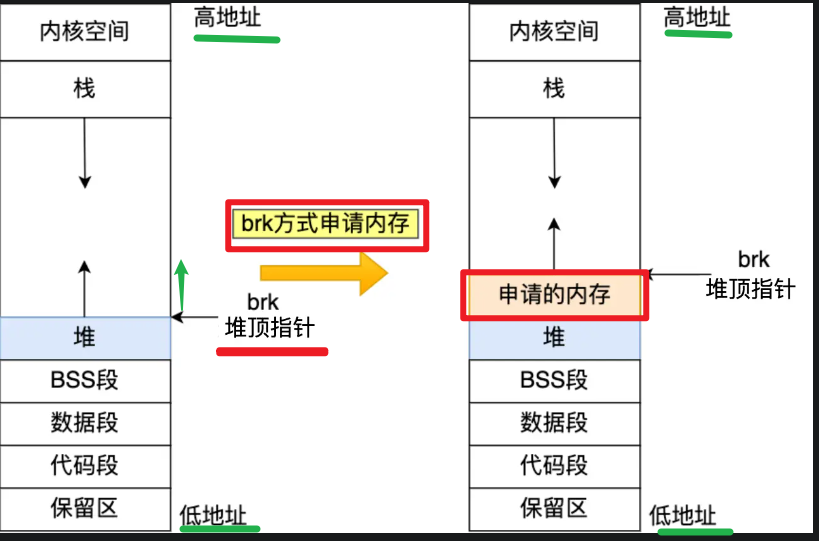 高地址
内核空间
栈
brk方式申请内存
brk
堆顶指针
堆
BSS段
数据段
代码段
保留区
低地址
高地址
内核空间
栈
brk
堆顶指针
申请的内存
堆
BSS段
数据段
代码段
保留区
低地址